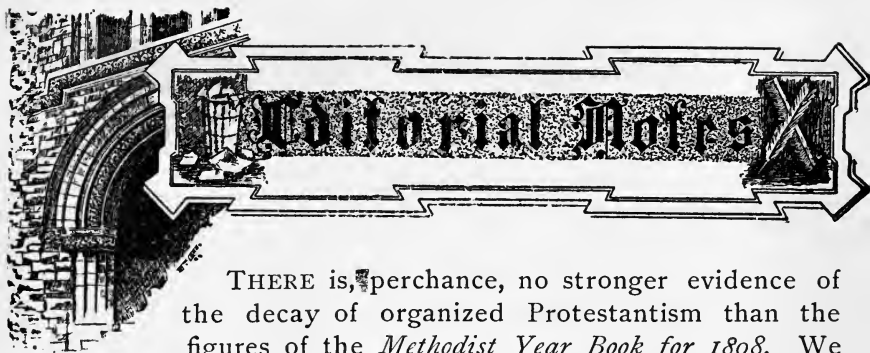 Editorial Notes
THERE is, perchance, no stronger evidence of
the decay of organized Protestantism than the
figures of the Methodist Year Book for 1898. We